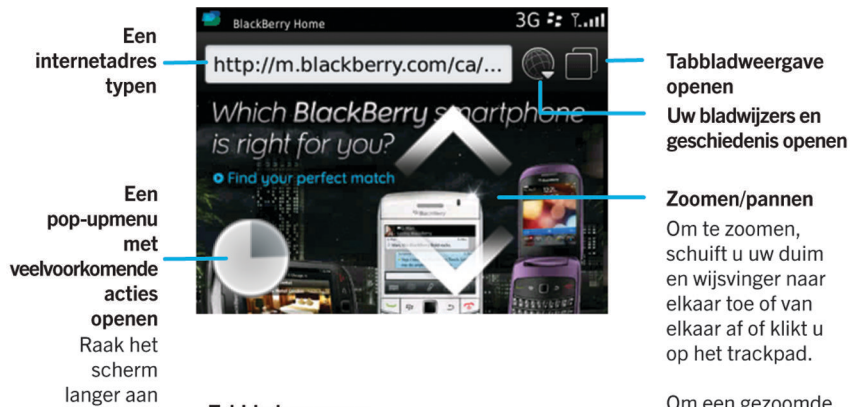 Een
internetadres
typen
Een
pop-upmenu
met
veelvoorkomende
acties
openen
Raak het
scherm
langer aan
BlackBerry Home
3G
http://m.blackberry.com/ca/...
Which BlackBerry smartphone
is right for you?
Find your perfect match
Tabbladweergave
openen
Uw bladwijzers en
geschiedenis openen
Zoomen/pannen
Om te zoomen,
schuift u uw duim
en wijsvinger naar
elkaar toe of van
elkaar af of klikt u
op het trackpad.
Om een gezoomde